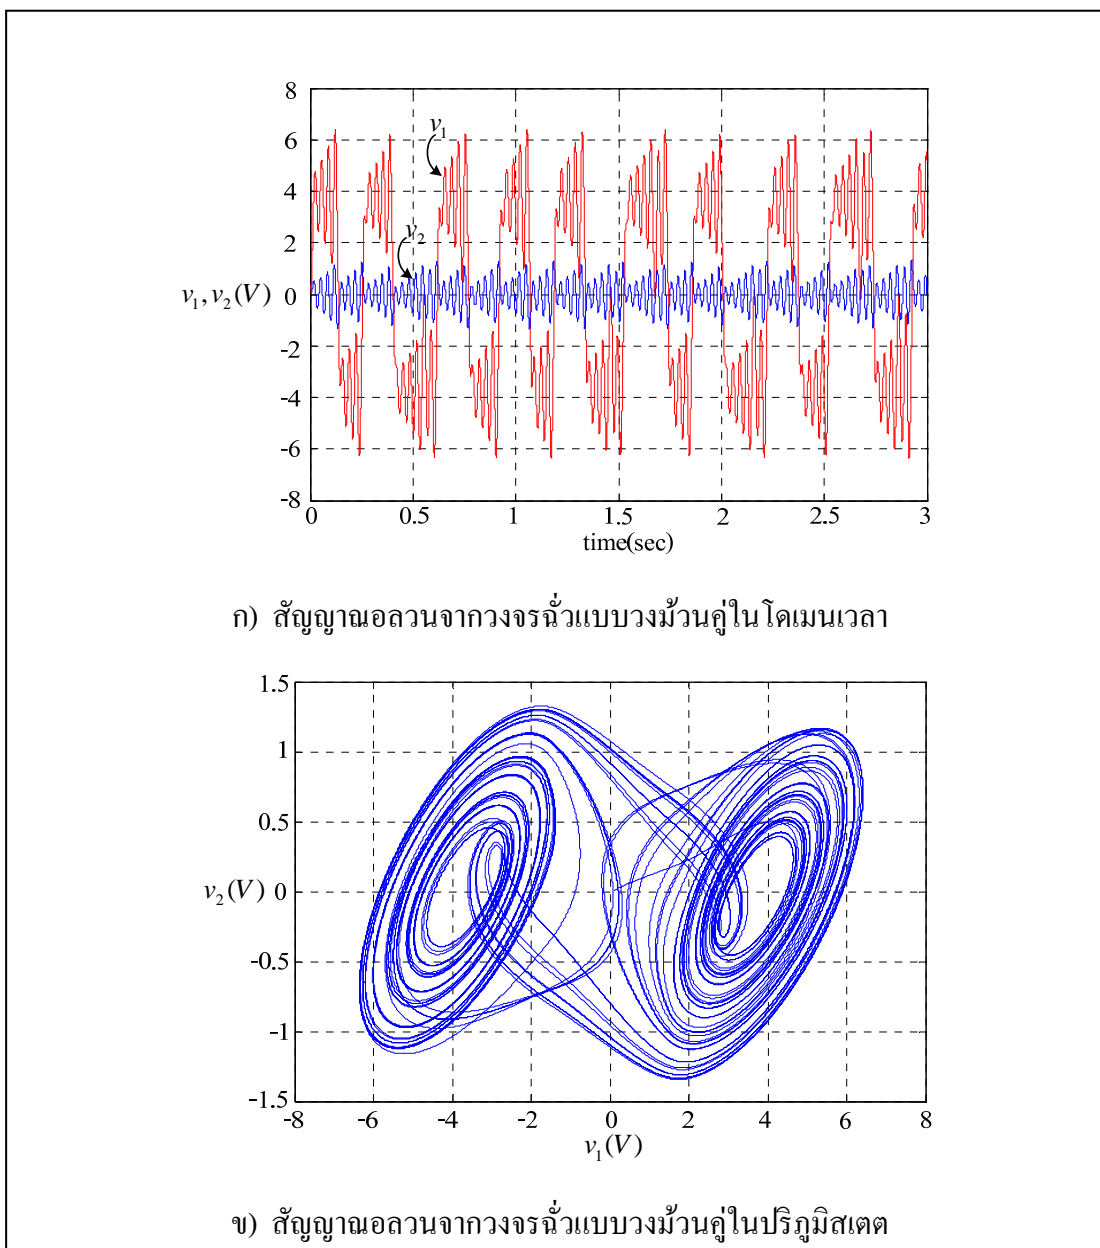 8
6
4
2
0
-2
-4
-6
-8
v₁
v₂
v₁,v₂(V)
0 0.5 1 1.5 2 2.5 3
time(sec)
ก) สัญญาณอลวนจากวงจรฉั่วแบบวงม้วนคู่ในโดเมนเวลา
1.5
1
0.5
0
-0.5
-1
-1.5
v₂(V)
-8 -6 -4 -2 0 2 4 6 8
v₁(V)
ข) สัญญาณอลวนจากวงจรฉั่วแบบวงม้วนคู่ในปริภูมิสเตต